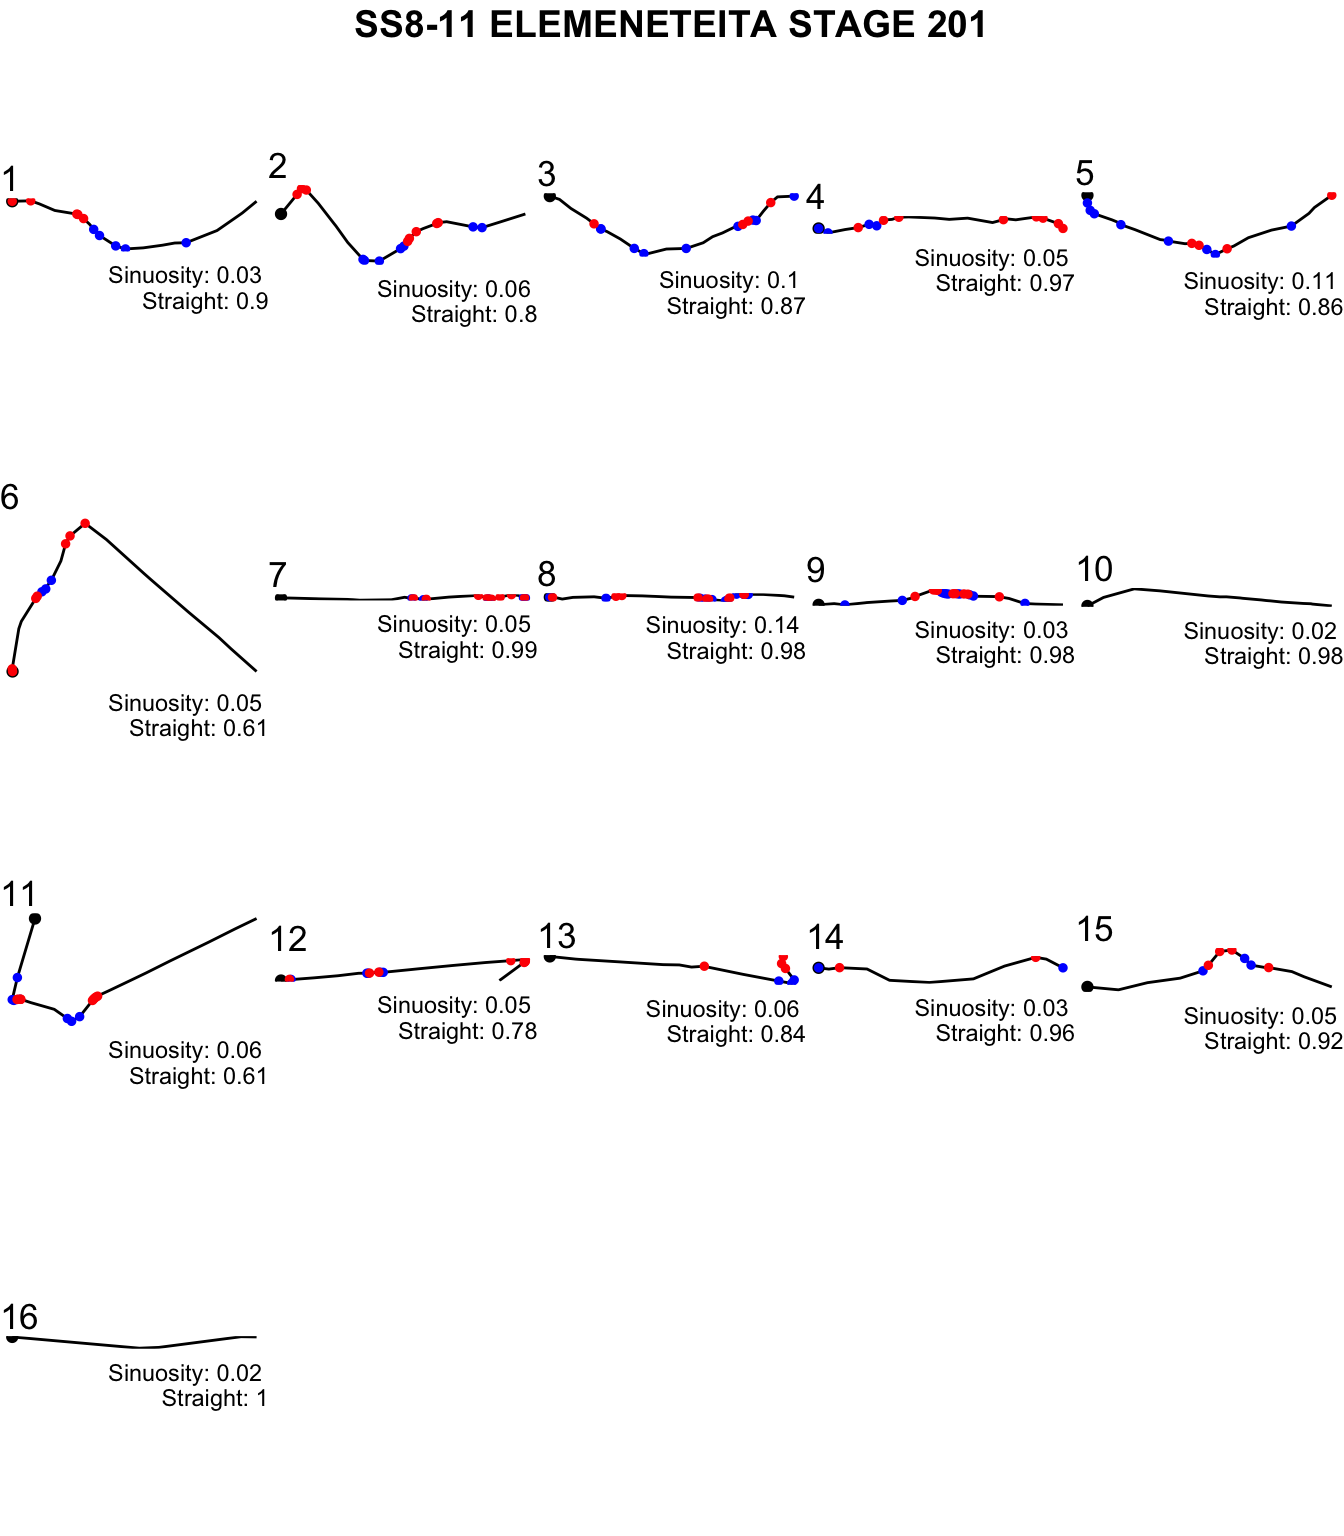 SS8-11 ELEMENETEITA STAGE 201
1
Sinuosity: 0.03
Straight: 0.9
2
Sinuosity: 0.06
Straight: 0.8
3
Sinuosity: 0.1
Straight: 0.87
4
Sinuosity: 0.05
Straight: 0.97
5
Sinuosity: 0.11
Straight: 0.86
6
Sinuosity: 0.05
Straight: 0.61
7
Sinuosity: 0.05
Straight: 0.99
8
Sinuosity: 0.14
Straight: 0.98
9
Sinuosity: 0.03
Straight: 0.98
10
Sinuosity: 0.02
Straight: 0.98
11
Sinuosity: 0.06
Straight: 0.61
12
Sinuosity: 0.05
Straight: 0.78
13
Sinuosity: 0.06
Straight: 0.84
14
Sinuosity: 0.03
Straight: 0.96
15
Sinuosity: 0.05
Straight: 0.92
16
Sinuosity: 0.02
Straight: 1